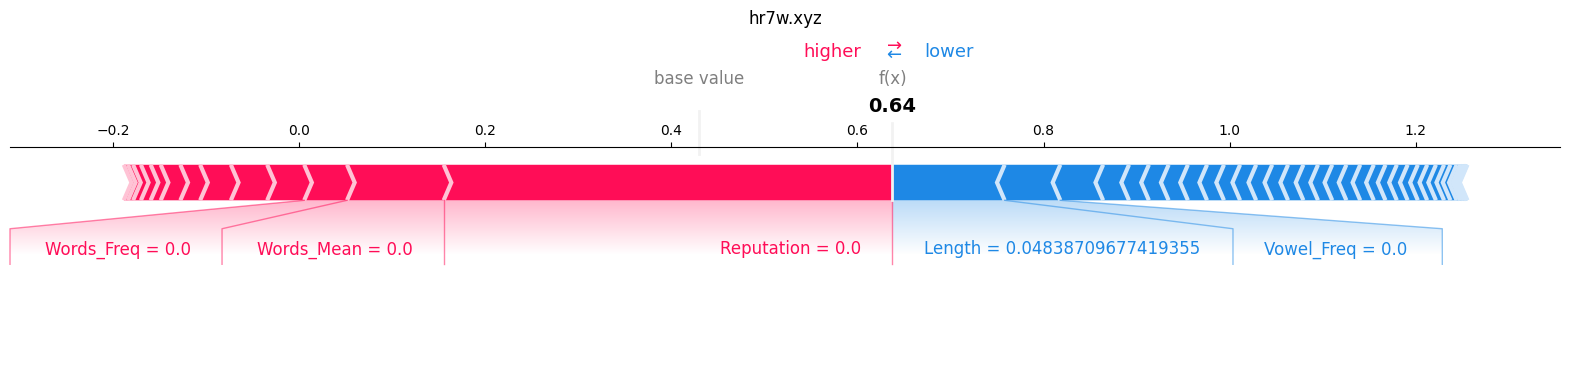 hr7w.xyz
higher ⇄ lower
base value f(x)
0.64
−0.2 0.0 0.2 0.4 0.6 0.8 1.0 1.2
Words_Freq = 0.0 Words_Mean = 0.0 Reputation = 0.0 Length = 0.04838709677419355 Vowel_Freq = 0.0